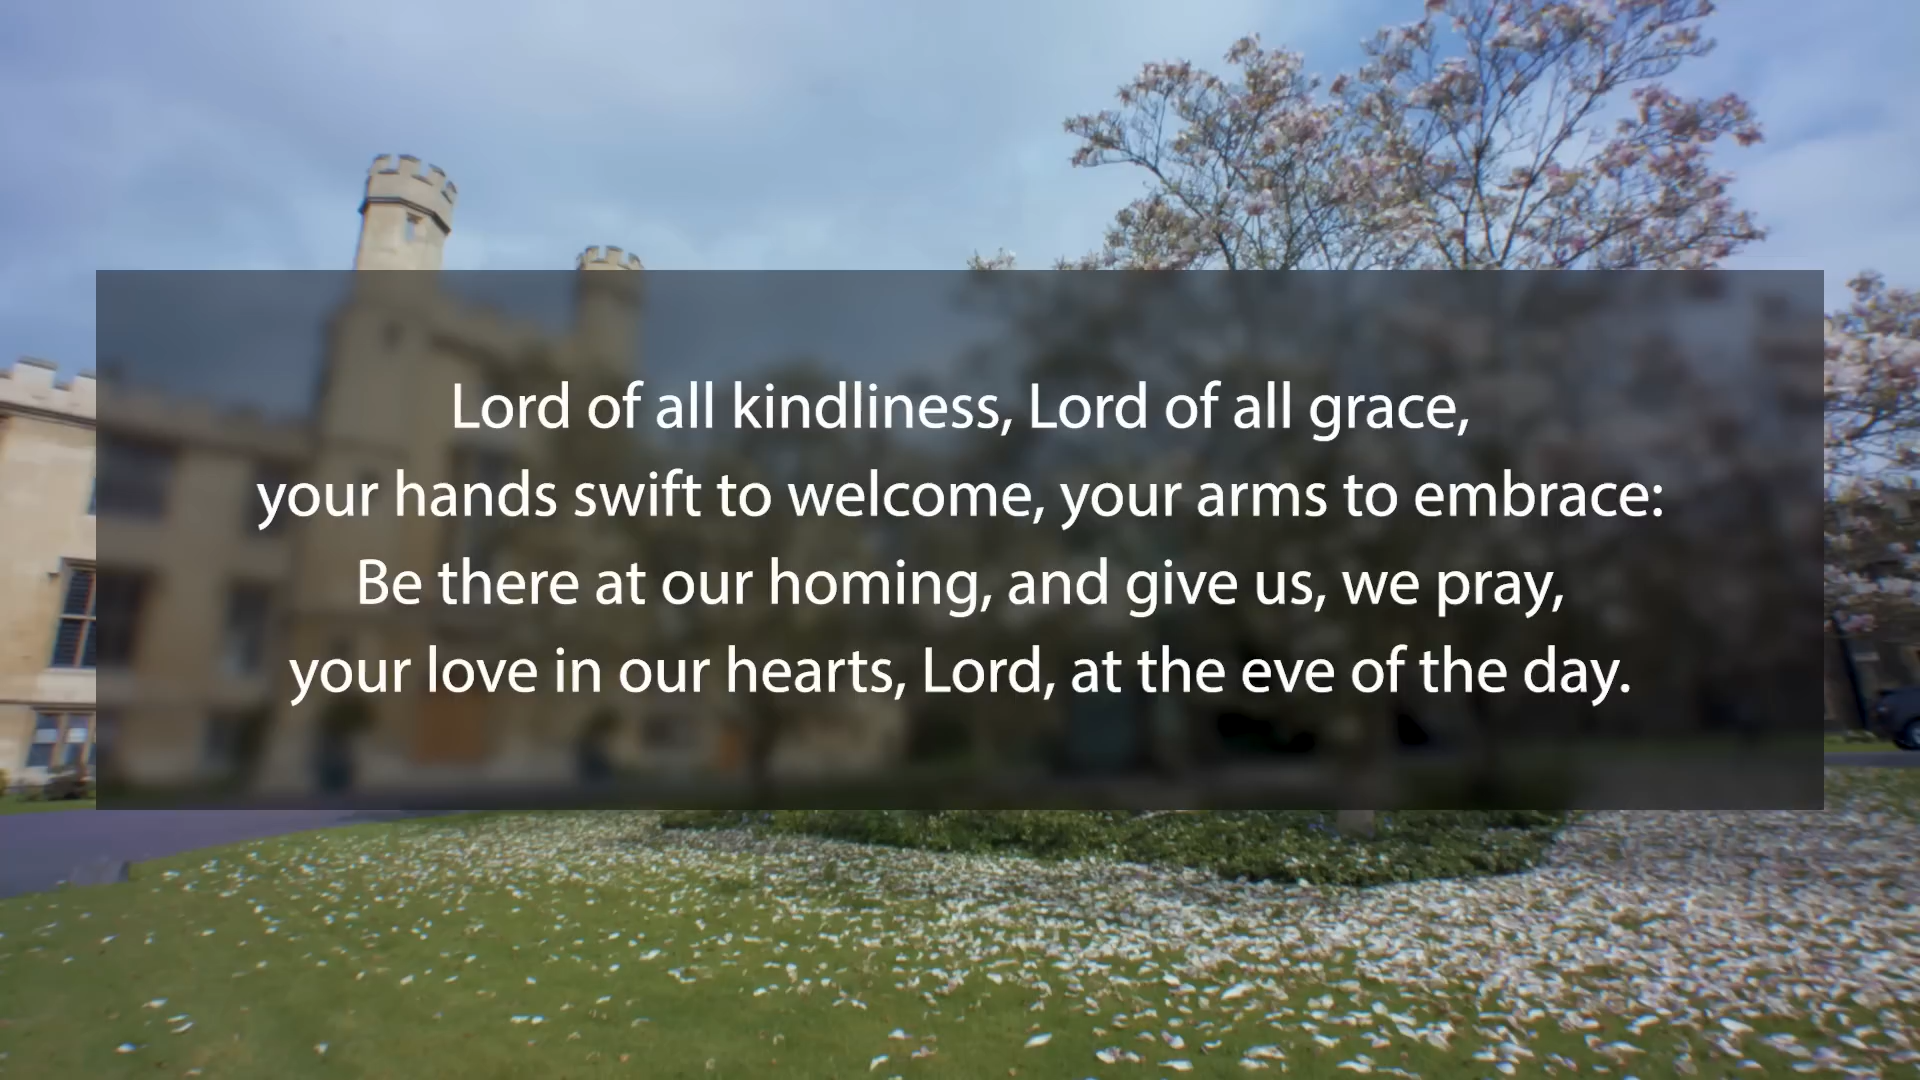 Lord of all kindliness, Lord of all grace,
your hands swift to welcome, your arms to embrace:
Be there at our homing, and give us, we pray,
your love in our hearts, Lord, at the eve of the day.